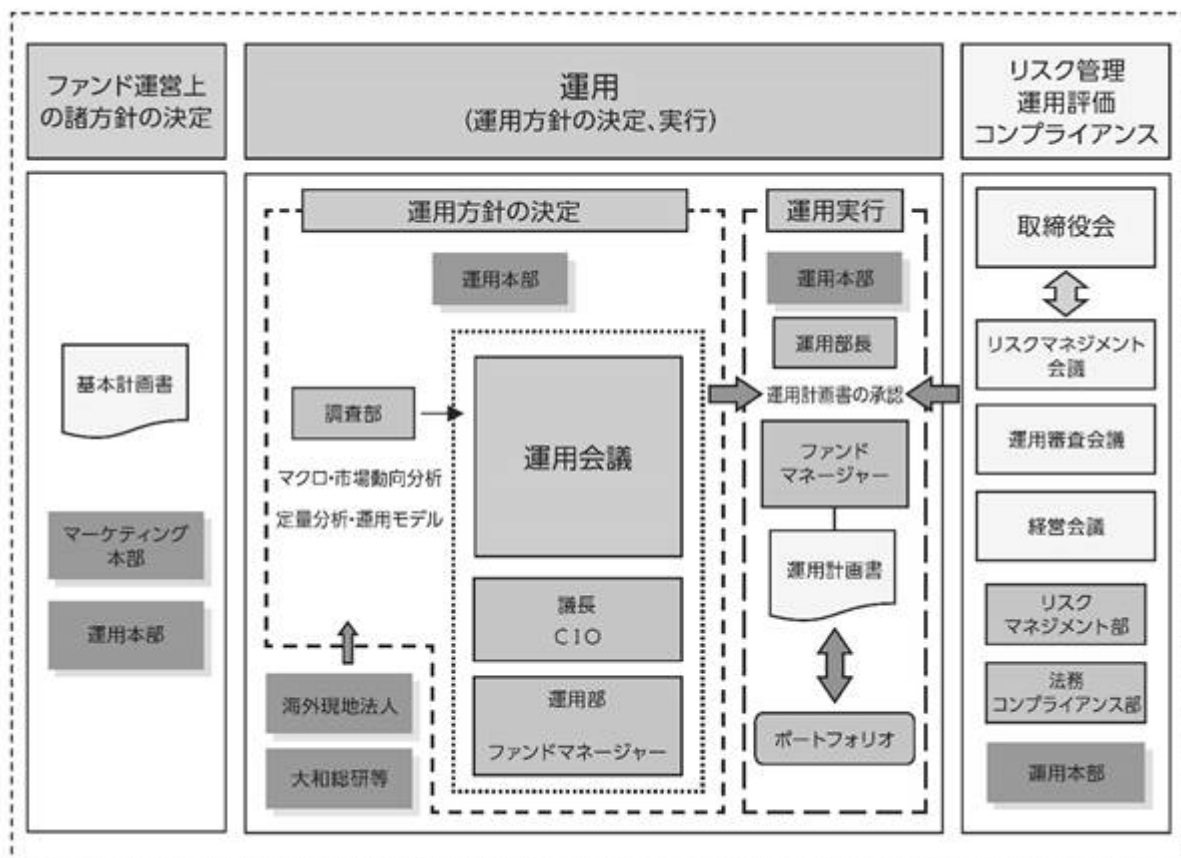 ファンド運営上
の諸方針の決定
運用
(運用方針の決定、実行)
リスク管理
運用評価
コンプライアンス
基本計画書
マーケティング
本部
運用本部
運用方針の決定
運用本部
調査部
マクロ・市場動向分析
定量分析・運用モデル
運用会議
議長
CIO
運用部
ファンドマネージャー
海外現地法人
大和総研等
運用実行
運用本部
運用部長
運用計画書の承認
ファンド
マネージャー
運用計画書
ポートフォリオ
取締役会
リスクマネジメント
会議
運用審査会議
経営会議
リスク
マネジメント部
法務
コンプライアンス部
運用本部